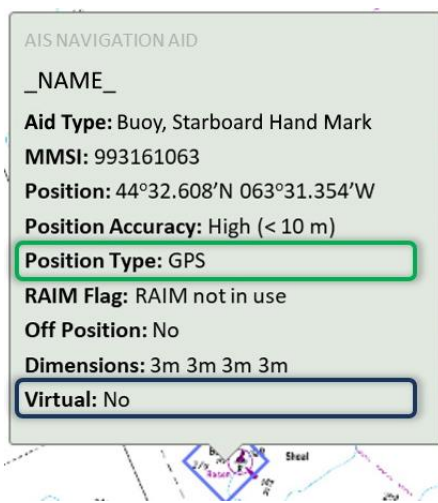 AIS NAVIGATION AID
_NAME_
Aid Type: Buoy, Starboard Hand Mark
MMSI: 993161063
Position: 44°32.608’N 063°31.354’W
Position Accuracy: High (< 10 m)
Position Type: GPS
RAIM Flag: RAIM not in use
Off Position: No
Dimensions: 3m 3m 3m 3m
Virtual: No
Shoal